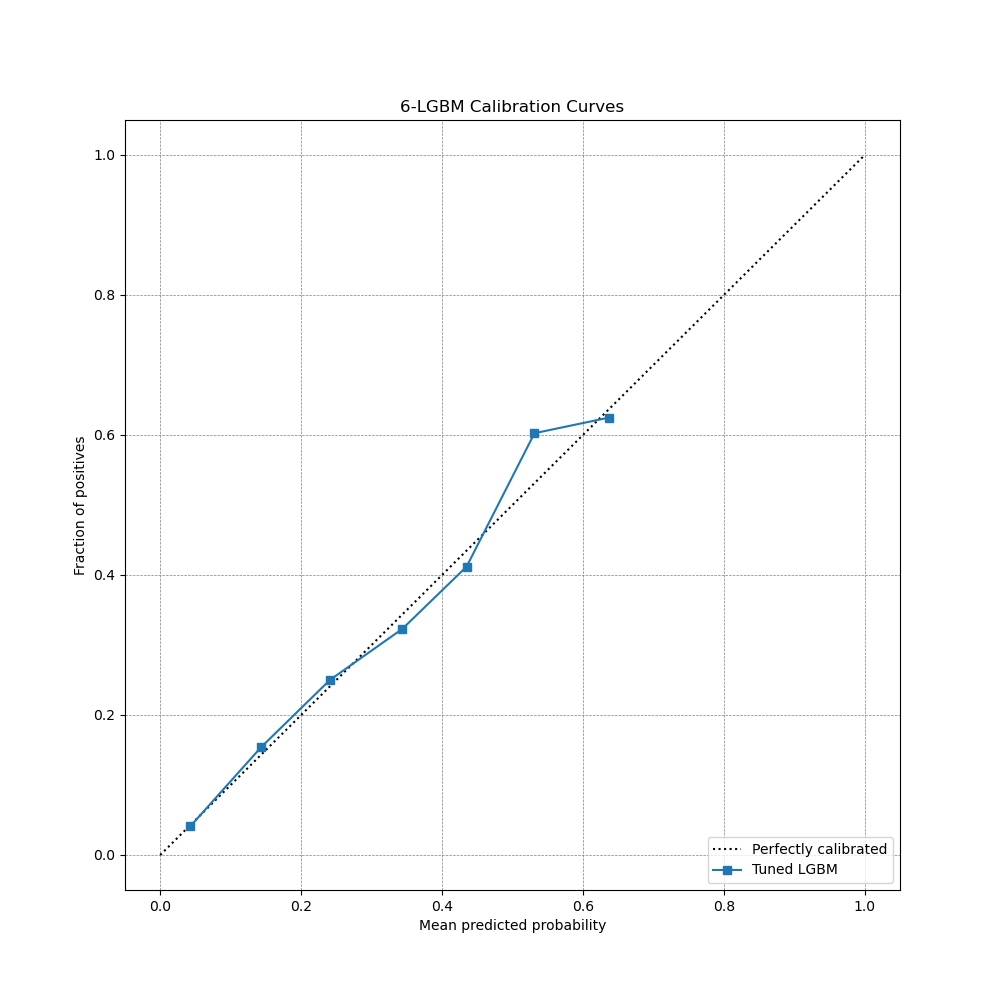 6-LGBM Calibration Curves
1.0
0.8
0.6
0.4
0.2
0.0
Fraction of positives
0.0 0.2 0.4 0.6 0.8 1.0
Mean predicted probability
Perfectly calibrated
Tuned LGBM